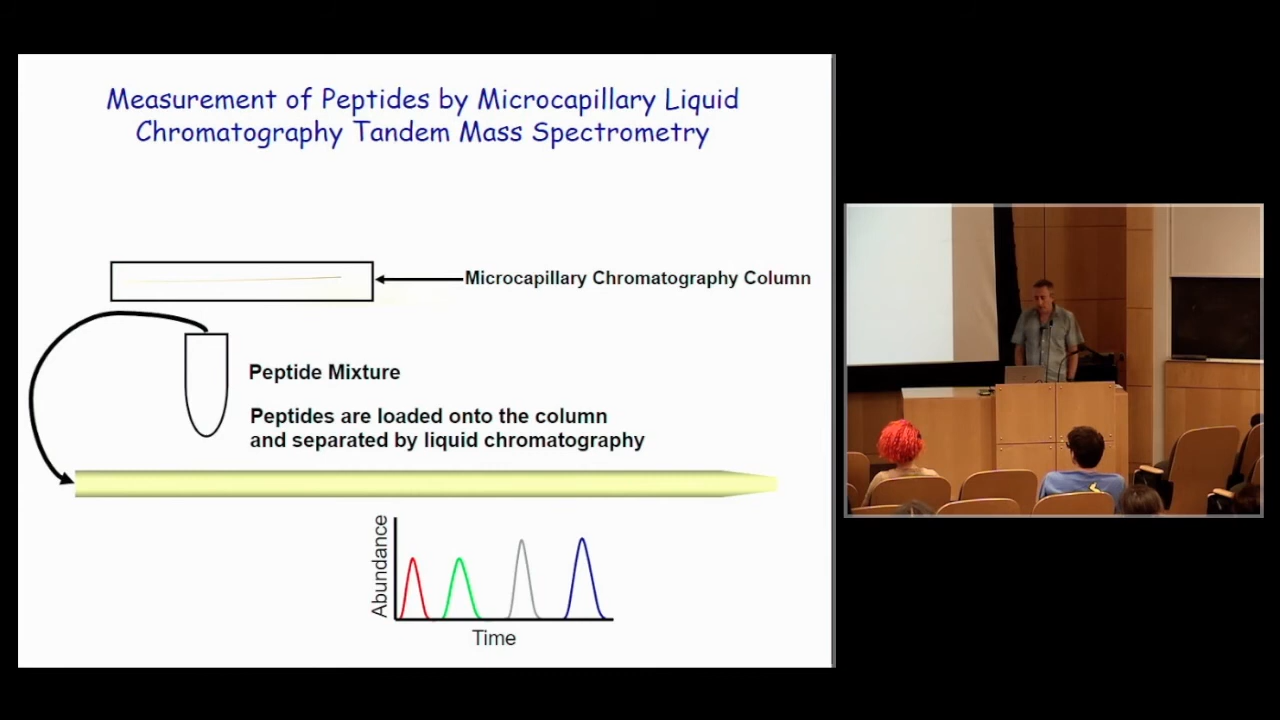 Measurement of Peptides by Microcapillary Liquid
Chromatography Tandem Mass Spectrometry
Microcapillary Chromatography Column
Peptide Mixture
Peptides are loaded onto the column
and separated by liquid chromatography
Abundance
Time